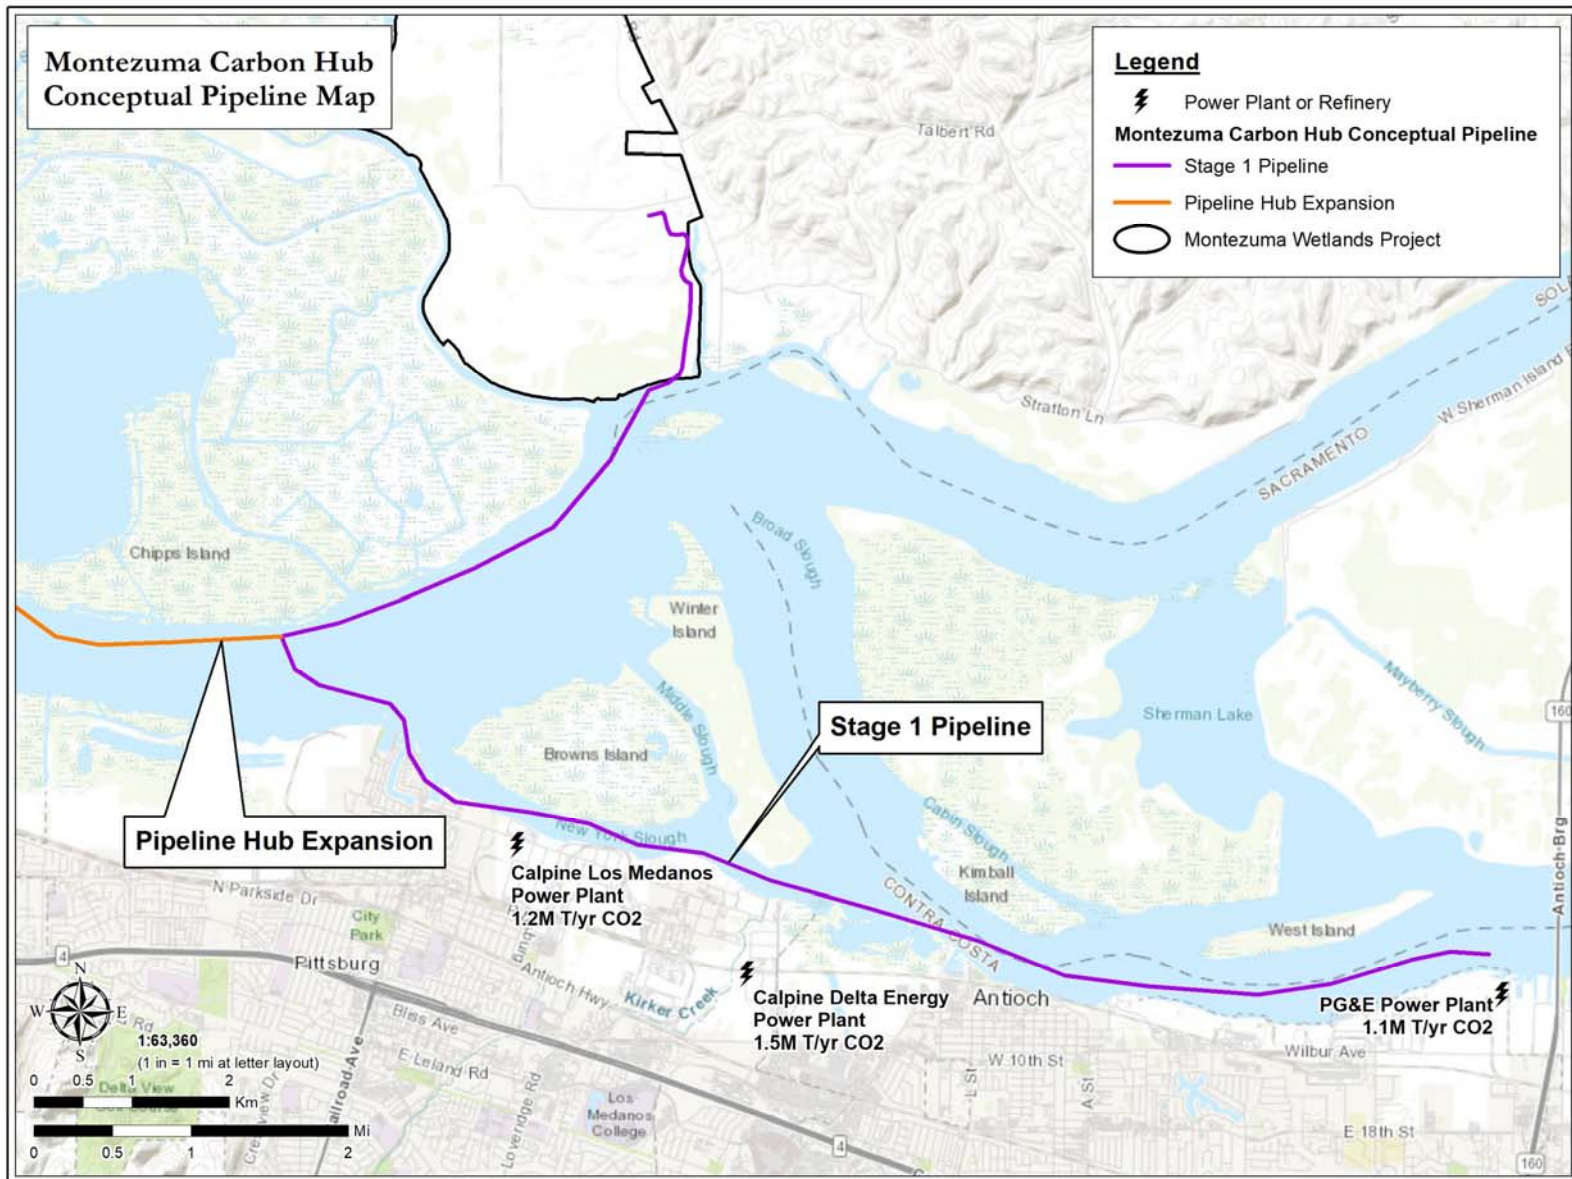 Montezuma Carbon Hub
Conceptual Pipeline Map
Legend
Power Plant or Refinery
Montezuma Carbon Hub Conceptual Pipeline
Stage 1 Pipeline
Pipeline Hub Expansion
Montezuma Wetlands Project
Talbert Rd
Stratton Ln
W Sherman Island
SACRAMENTO
Broad Slough
Chipps Island
Winter
Island
Middle Slough
Mayberry Slough
Sherman Lake
160
Stage 1 Pipeline
Browns Island
Pipeline Hub Expansion
New York Slough
Cabin Slough
Kimball
Island
Antioch Brg
Calpine Los Medanos
Power Plant
1.2M T/yr CO2
N Parkside Dr
City
Park
CONTRA COSTA
West Island
4
Pittsburg
Antioch Hwy
Kirker Creek
Calpine Delta Energy
Power Plant
1.5M T/yr CO2
Antioch
PG&E Power Plant
1.1M T/yr CO2
N
W
E
S
Bliss Ave
1:63,360
(1 in = 1 mi at letter layout)
E Leland Rd
W 10th St
Wilbur Ave
L St
A St
0 0.5 1 2
Km
Delta View
Railroad Ave
Loveridge Rd
Los
Medanos
College
Mi
0 0.5 1 2
4
E 18th St
160